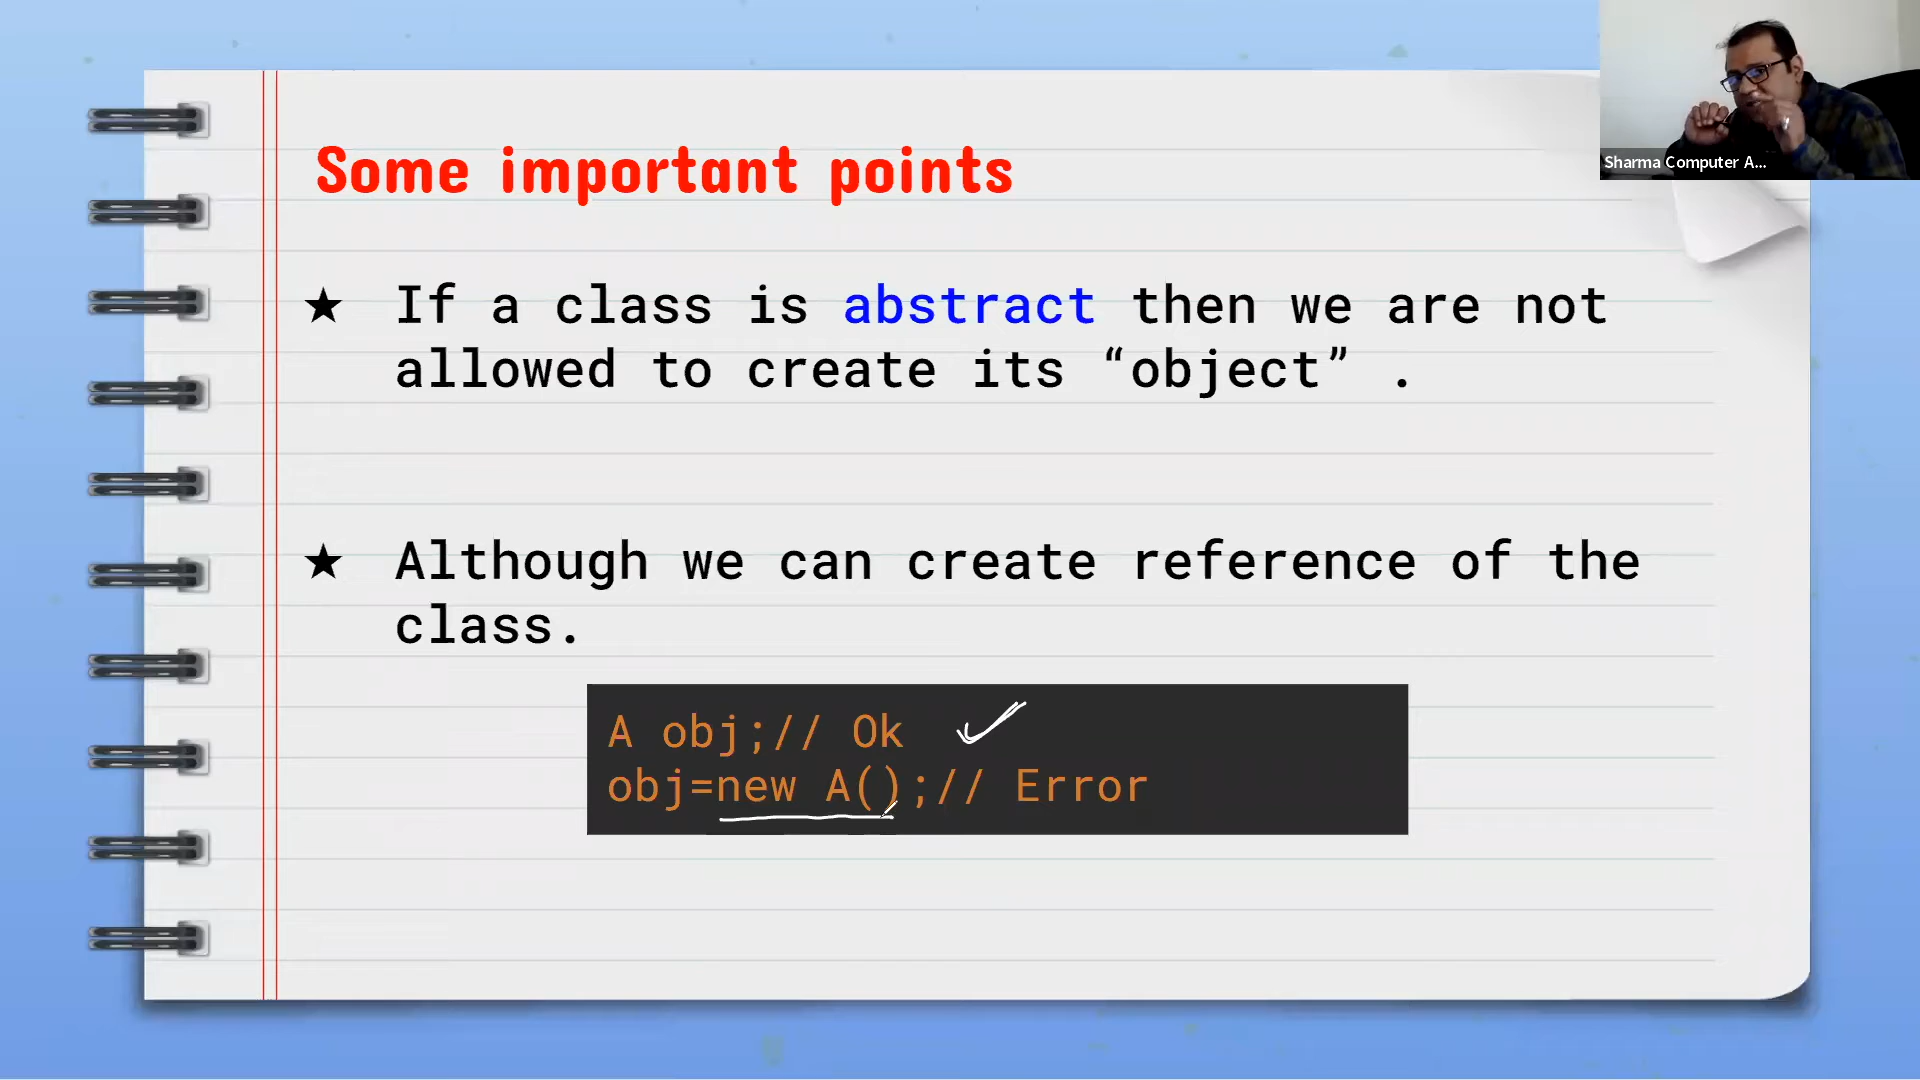 Sharma Computer A...
Some important points
★ If a class is abstract then we are not
allowed to create its “object” .
★ Although we can create reference of the
class.
A obj;// Ok
obj=new A();// Error